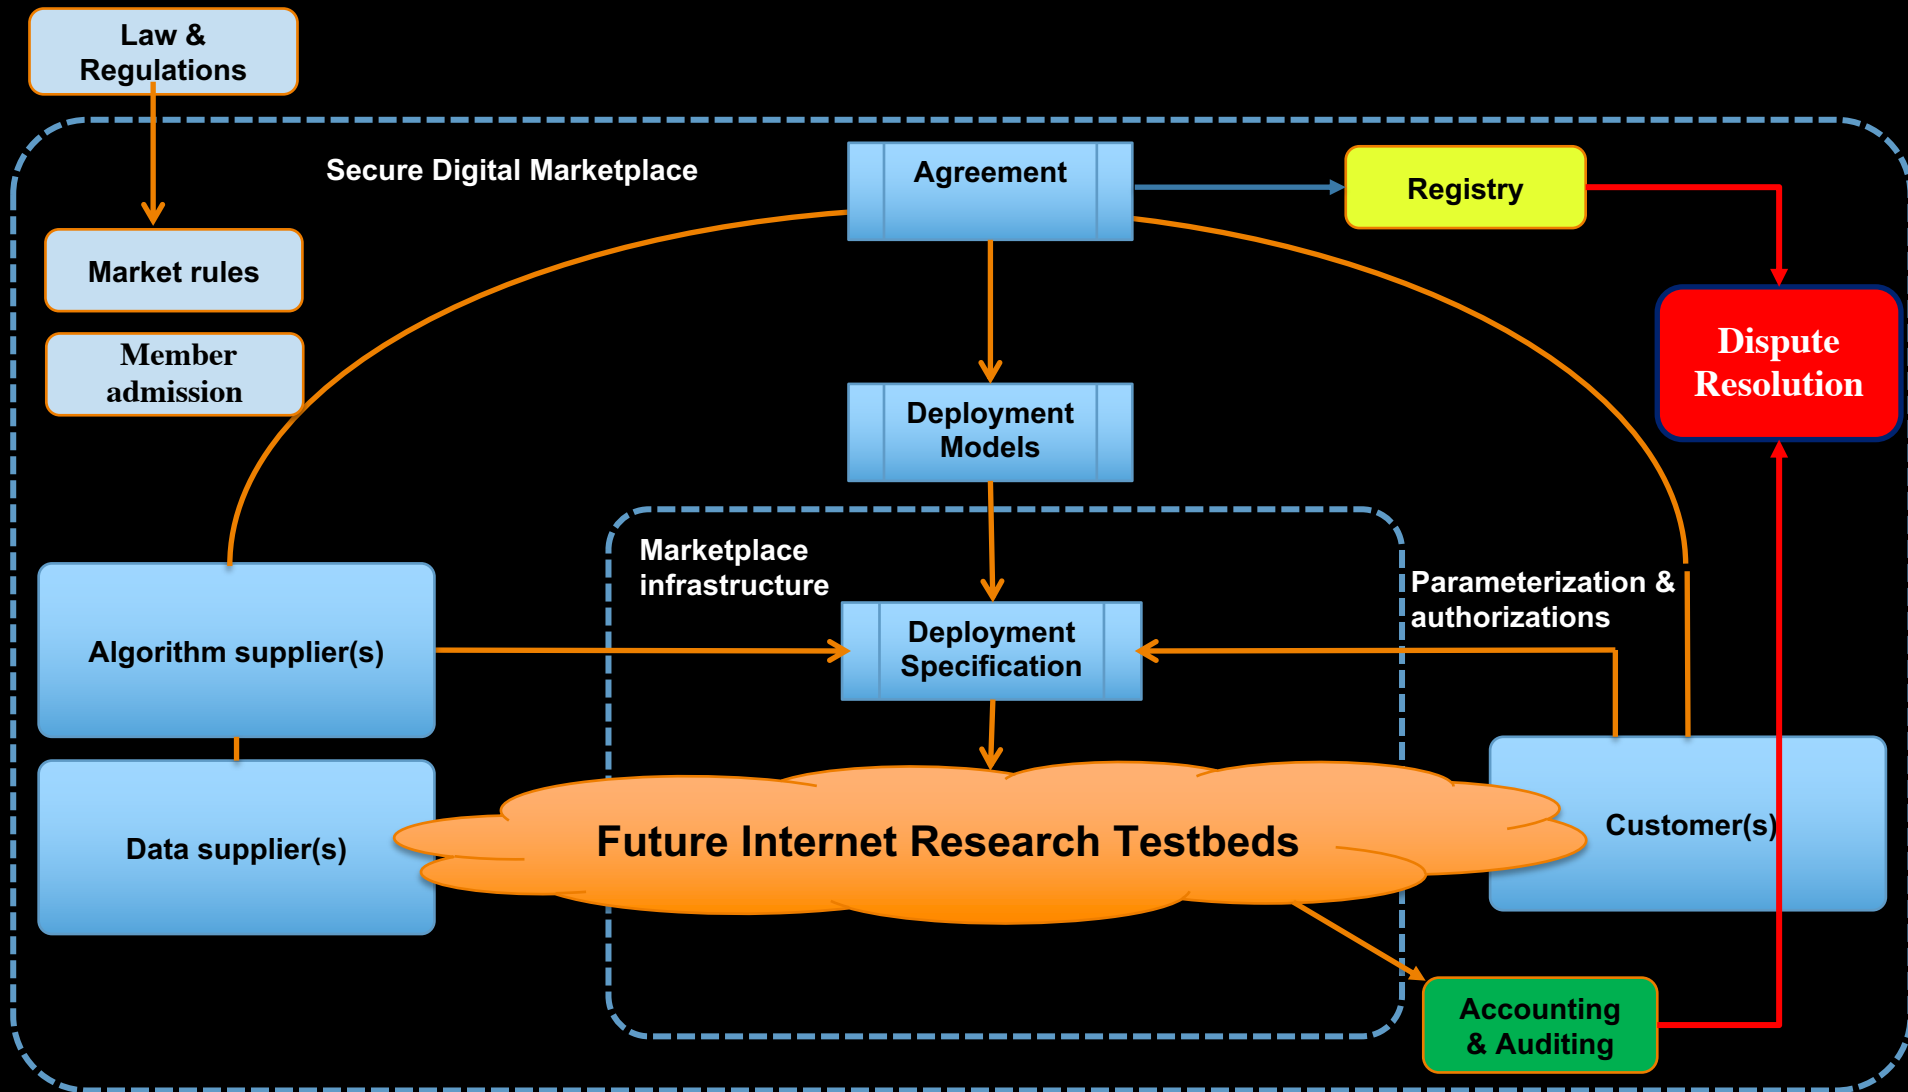 Law &
Regulations
Secure Digital Marketplace
Agreement
Registry
Market rules
Member
admission
Dispute
Resolution
Deployment
Models
Marketplace
infrastructure
Parameterization &
authorizations
Deployment
Specification
Algorithm supplier(s)
Data supplier(s)
Future Internet Research Testbeds
Customer(s)
Accounting
& Auditing